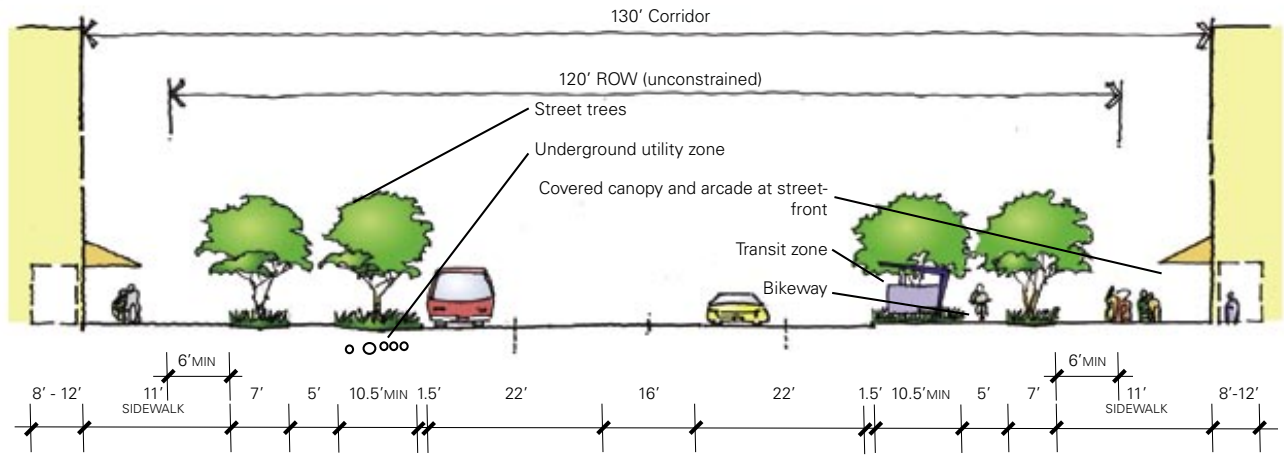 130' Corridor
120' ROW (unconstrained)
Street trees
Underground utility zone
Covered canopy and arcade at street-
front
Transit zone
Bikeway
6'MIN
6'MIN
8' - 12'
11'
SIDEWALK
7'
5'
10.5'MIN
1.5'
22'
16'
22'
1.5'
10.5'MIN
5'
7'
11'
SIDEWALK
8'-12'